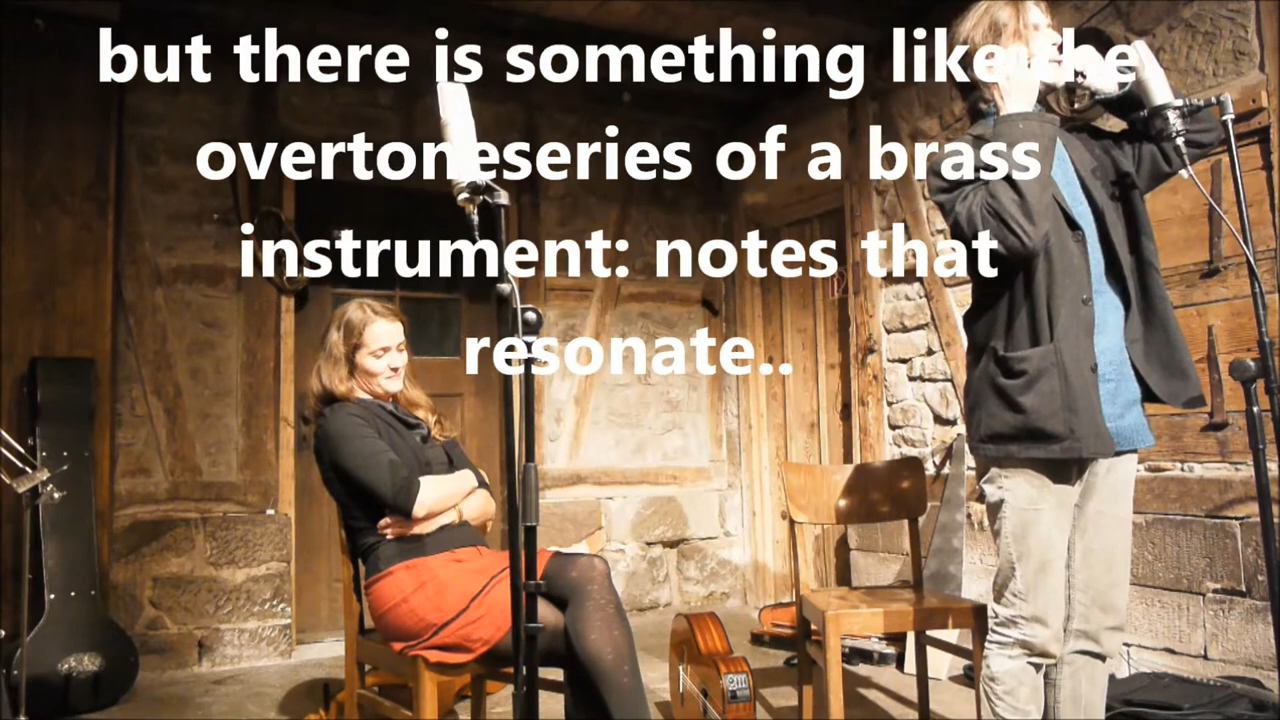 but there is something like the
overtoneseries of a brass
instrument: notes that
resonate..